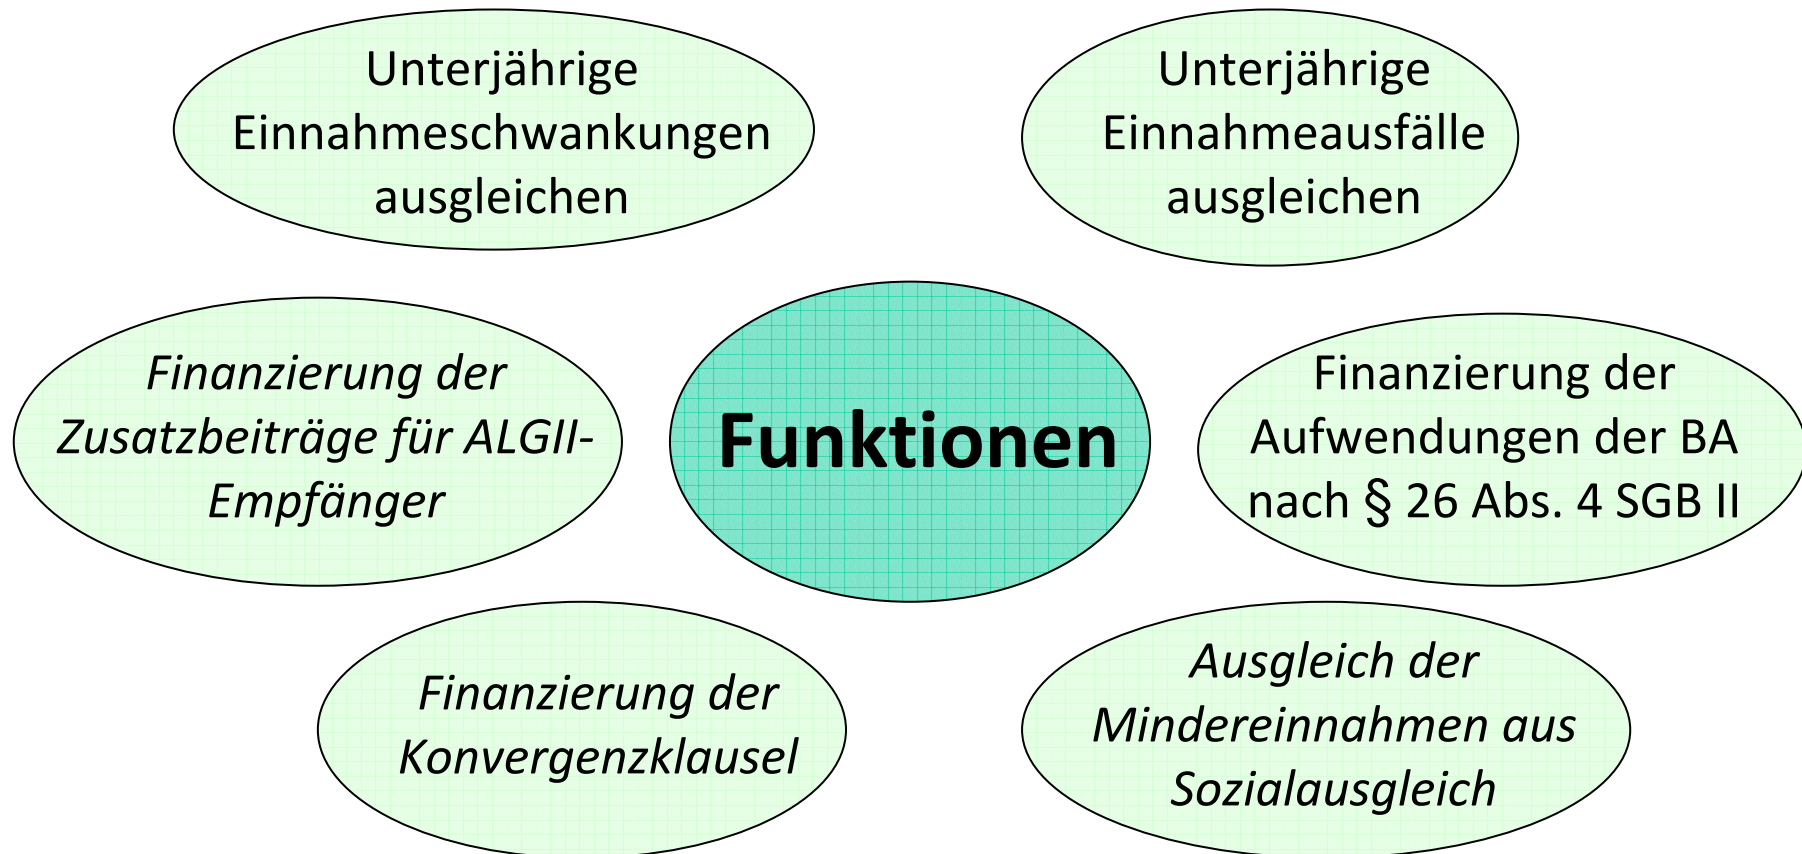 Unterjährige
Einnahmeschwankungen
ausgleichen
Unterjährige
Einnahmeausfälle
ausgleichen
Finanzierung der
Zusatzbeiträge für ALGII-
Empfänger
Funktionen
Finanzierung der
Aufwendungen der BA
nach § 26 Abs. 4 SGB II
Finanzierung der
Konvergenzklausel
Ausgleich der
Mindereinnahmen aus
Sozialausgleich